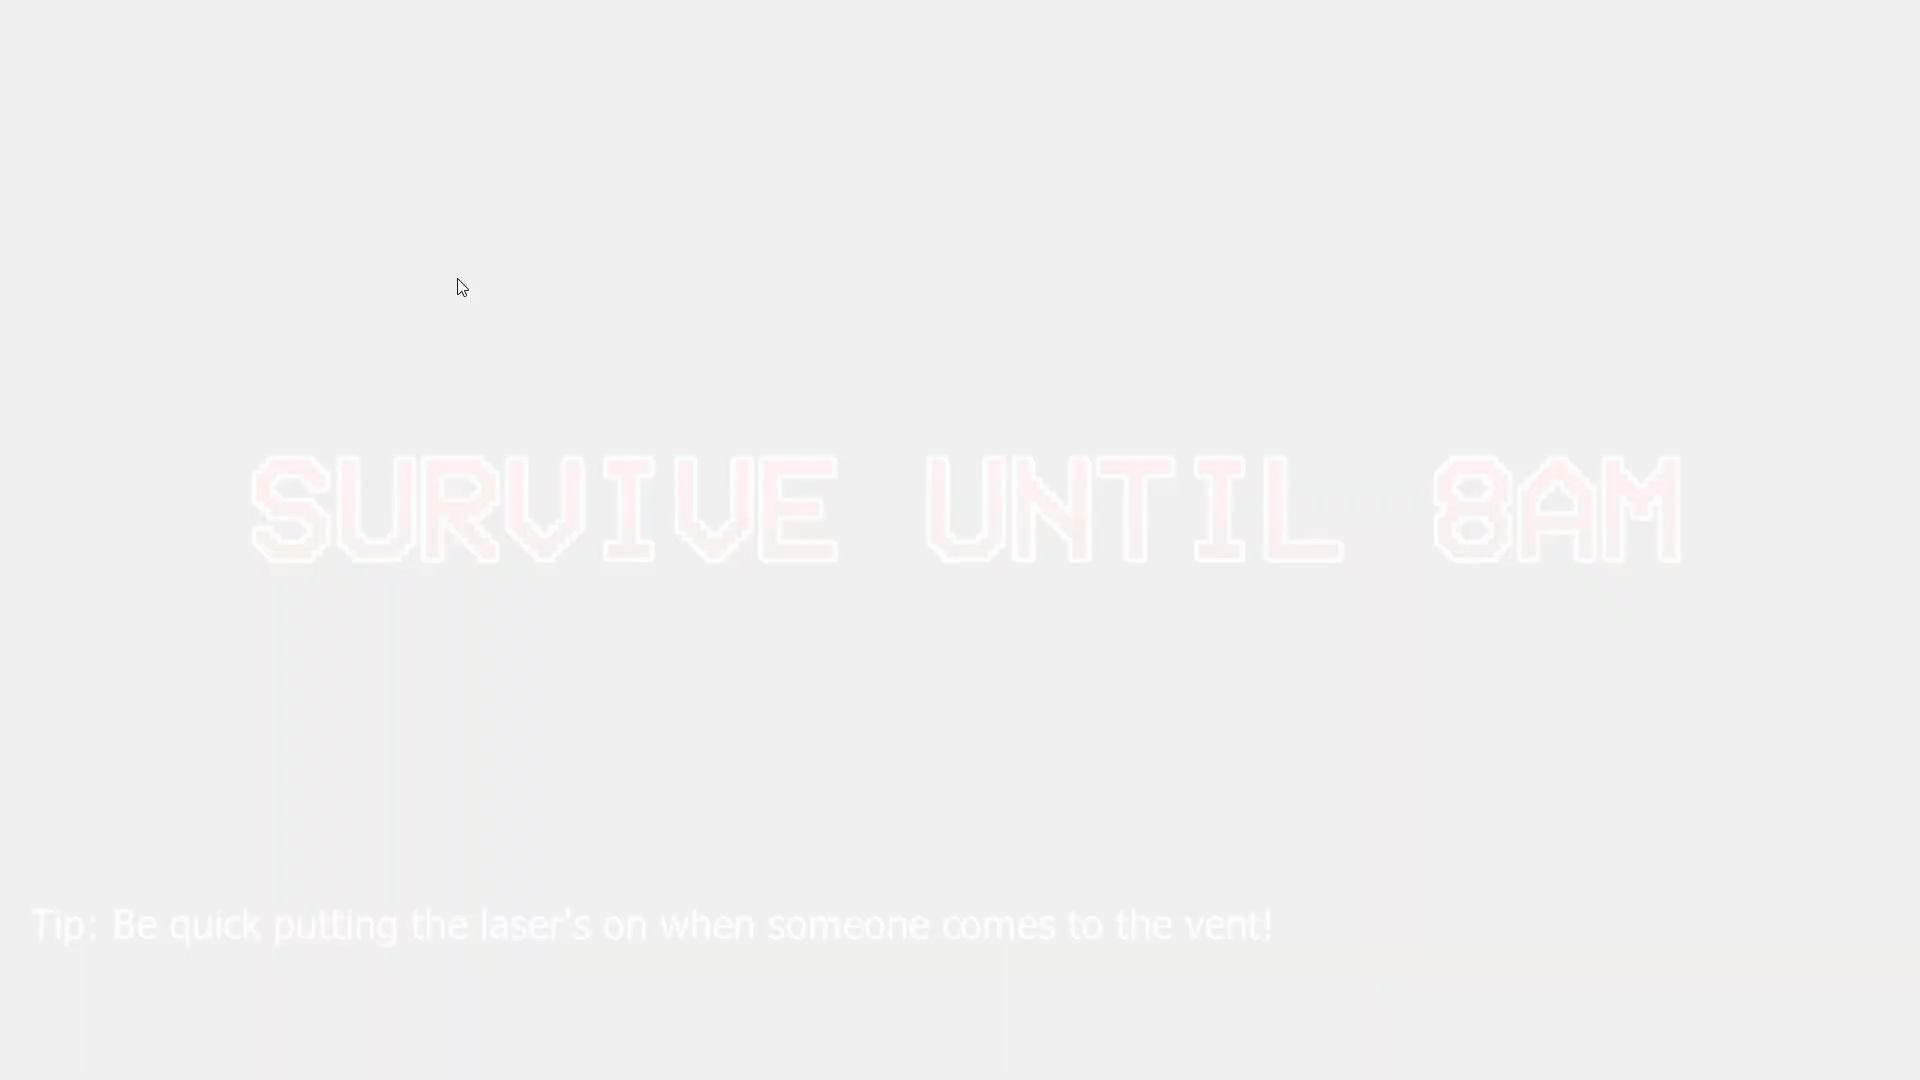 SURVIVE UNTIL 8AM
Tip: Be quick putting the laser's on when someone comes to the vent!